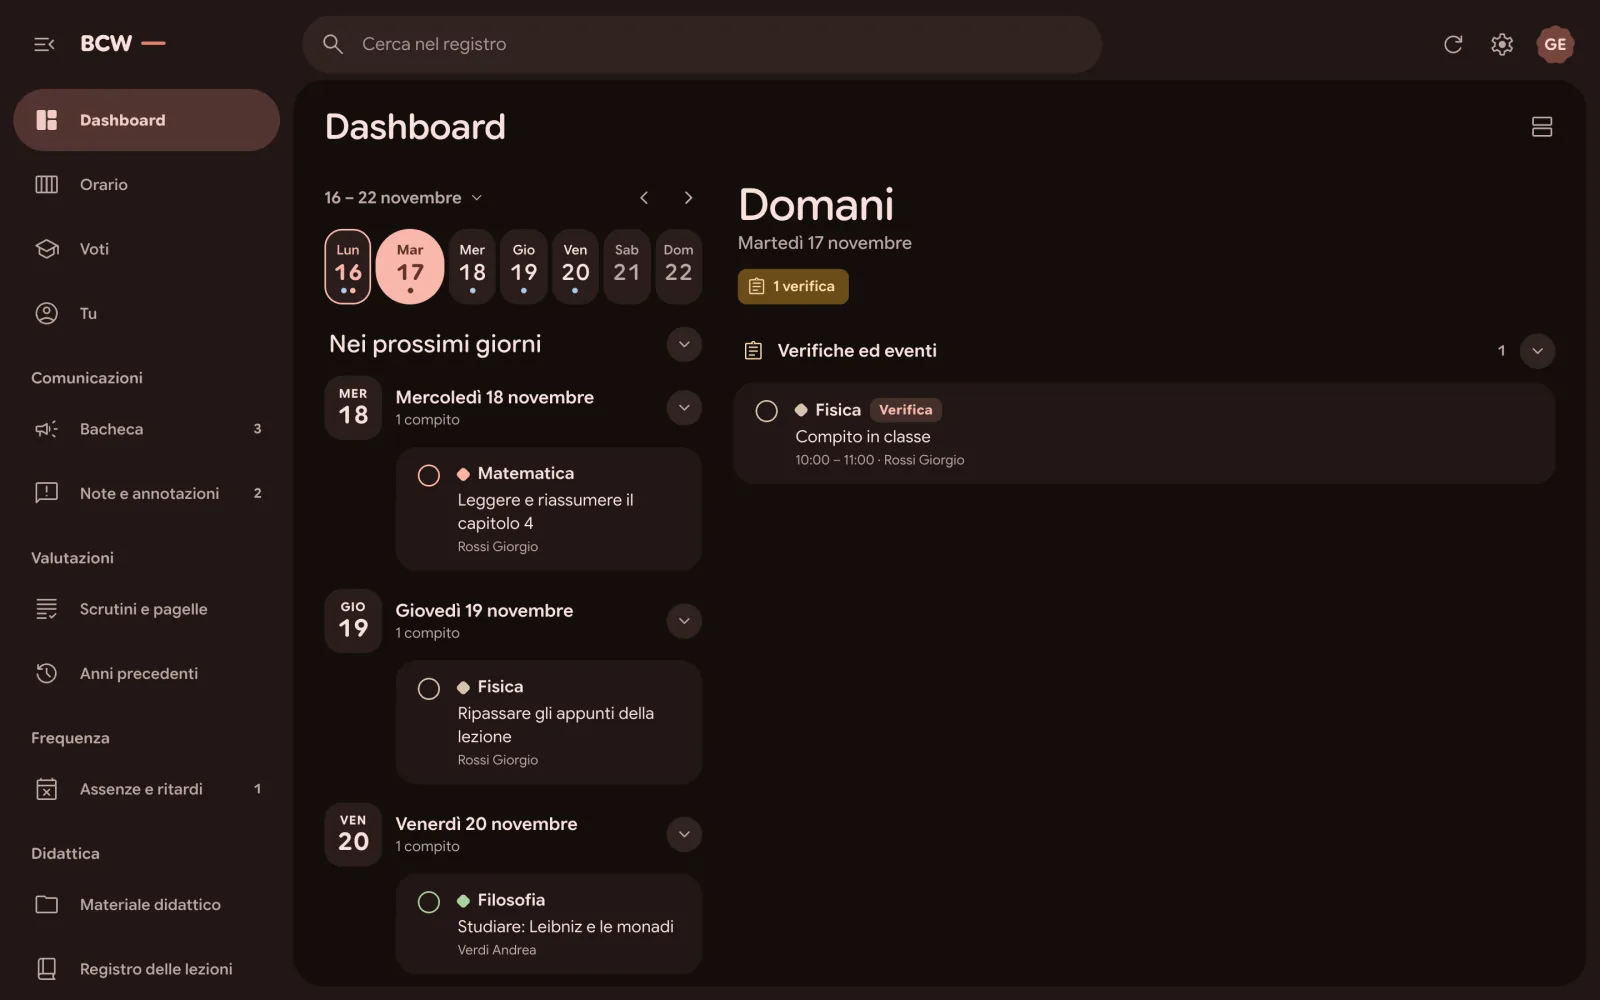 BCW
Cerca nel registro
GE
Dashboard
Orario
Voti
Tu
Comunicazioni
Bacheca 3
Note e annotazioni 2
Valutazioni
Scrutini e pagelle
Anni precedenti
Frequenza
Assenze e ritardi 1
Didattica
Materiale didattico
Registro delle lezioni
Dashboard
16 – 22 novembre
Lun Mar Mer Gio Ven Sab Dom
16 17 18 19 20 21 22
Nei prossimi giorni
MER
18
Mercoledì 18 novembre
1 compito
Matematica
Leggere e riassumere il
capitolo 4
Rossi Giorgio
GIO
19
Giovedì 19 novembre
1 compito
Fisica
Ripassare gli appunti della
lezione
Rossi Giorgio
VEN
20
Venerdì 20 novembre
1 compito
Filosofia
Studiare: Leibniz e le monadi
Verdi Andrea
Domani
Martedì 17 novembre
1 verifica
Verifiche ed eventi 1
Fisica Verifica
Compito in classe
10:00 – 11:00 · Rossi Giorgio